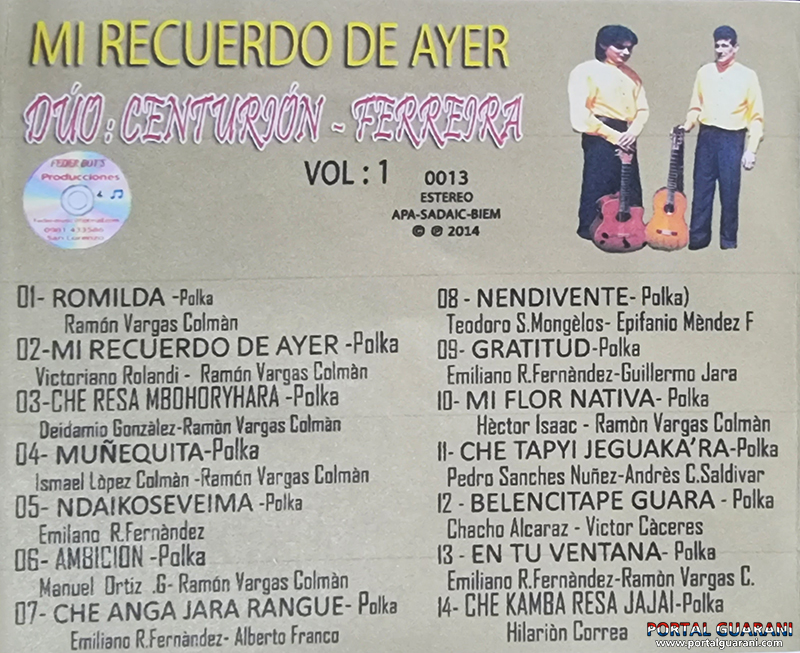 MI RECUERDO DE AYER
DÚO : CENTURIÓN - FERREIRA
VOL : 1
0013
ESTEREO
APA-SADAIC-BIEM
© ℗ 2014
Producciones
01- ROMILDA -Polka
Ramón Vargas Colmàn
02-MI RECUERDO DE AYER -Polka
Victoriano Rolandi - Ramón Vargas Colmàn
03-CHE RESA MBOHORYHARA -Polka
Deidamio Gonzàlez-Ramòn Vargas Colmàn
04- MUÑEQUITA-Polka
Ismael Lòpez Colmàn -Ramón Vargas Colmàn
05- NDAIKOSEVEIMA -Polka
Emilano R.Fernàndez
06- AMBICION -Polka
Manuel Ortiz .G- Ramón Vargas Colmàn
07- CHE ANGA JARA RANGUE- Polka
Emiliano R.Fernàndez- Alberto Franco
08 - NENDIVENTE- Polka)
Teodoro S.Mongèlos- Epifanio Mèndez F
09- GRATITUD-Polka
Emiliano R.Fernàndez-Guillermo Jara
10- MI FLOR NATIVA- Polka
Hèctor Isaac - Ramòn Vargas Colmàn
11- CHE TAPYI JEGUAKA'RA-Polka
Pedro Sanches Nuñez-Andrès C.Saldivar
12 - BELENCITAPE GUARA - Polka
Chacho Alcaraz - Victor Càceres
13 - EN TU VENTANA- Polka
Emiliano R.Fernàndez-Ramòn Vargas C.
14- CHE KAMBA RESA JAJAI-Polka
Hilariòn Correa
PORTAL GUARANI
www.portalguarani.com